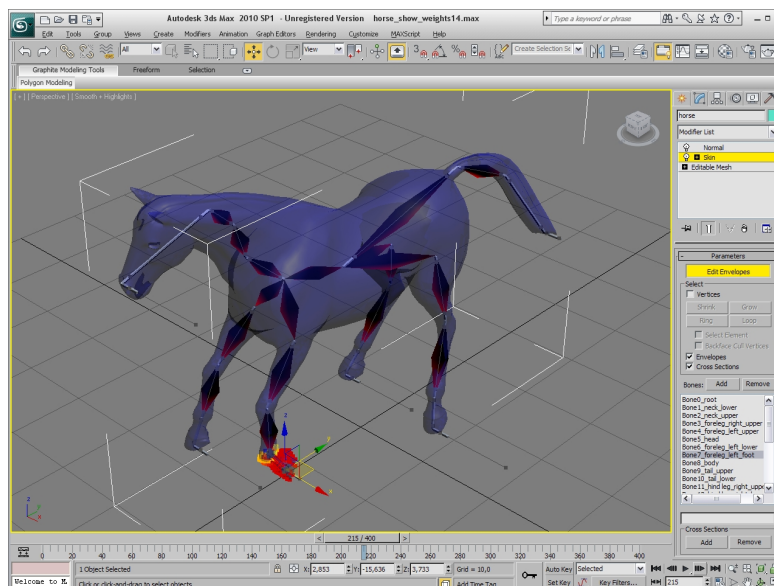 Autodesk 3ds Max 2010 SP1 - Unregistered Version horse_show_weights14.max
Type a keyword or phrase
Edit Tools Group Views Create Modifiers Animation Graph Editors Rendering Customize MAXScript Help
All
View
Create Selection Se
Graphite Modeling Tools Freeform Selection
Polygon Modeling
[ + ] [ Perspective ] [ Smooth + Highlights ]
horse
Modifier List
Normal
Skin
Editable Mesh
Parameters
Edit Envelopes
Select
Vertices
Shrink Grow
Ring Loop
Select Element
Backface Cull Vertices
Envelopes
Cross Sections
Bones: Add Remove
Bone0_root
Bone1_neck_lower
Bone2_neck_upper
Bone3_foreleg_right_upper
Bone4_foreleg_left_upper
Bone5_head
Bone6_foreleg_left_lower
Bone7_foreleg_left_foot
Bone8_body
Bone9_tail_upper
Bone10_tail_lower
Bone11_hind leg_right_uppe
Cross Sections
Add Remove
z
y
x
z
x
< 215 / 400 >
0 20 40 60 80 100 120 140 160 180 200 220 240 260 280 300 320 340 360 380 400
1 Object Selected X: 2,853 Y: -15,636 Z: 3,733 Grid = 10,0 Auto Key Selected
Welcome to M Click or click-and-drag to select objects Add Time Tag Set Key Key Filters... 215